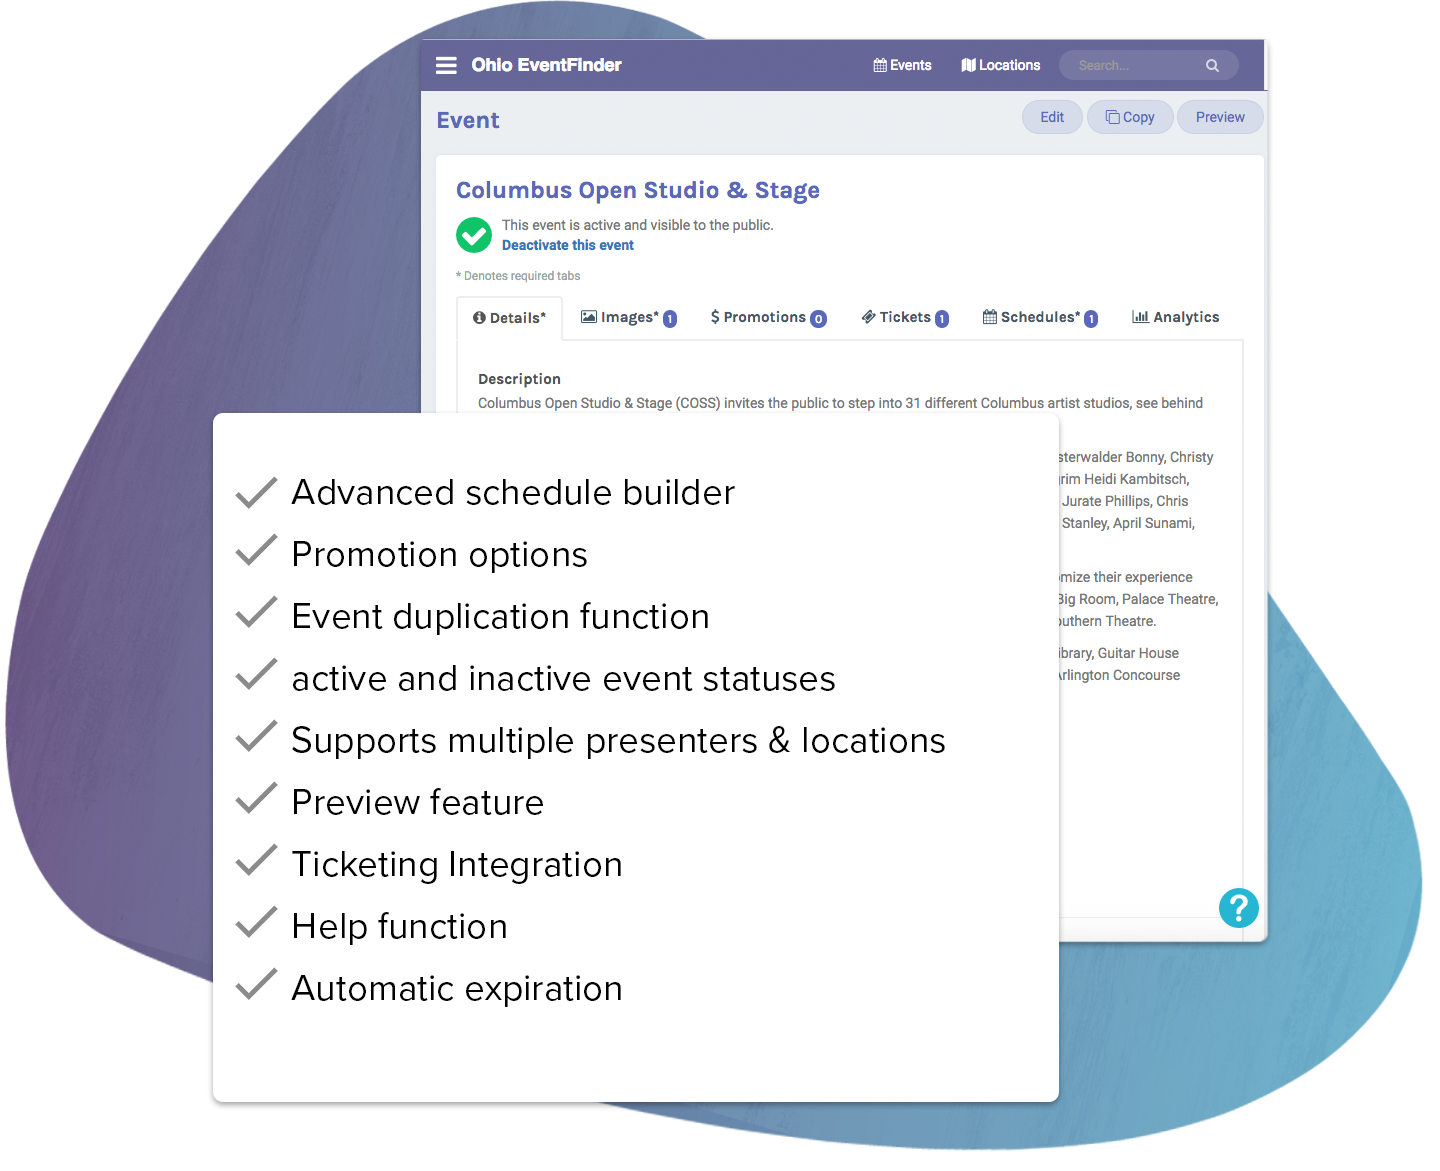 Ohio EventFinder
Events
Locations
Search...
Event
Edit
Copy
Preview
Columbus Open Studio & Stage
This event is active and visible to the public.
Deactivate this event
* Denotes required tabs
Details*
Images* 1
$ Promotions 0
Tickets 1
Schedules* 1
Analytics
Description
Columbus Open Studio & Stage (COSS) invites the public to step into 31 different Columbus artist studios, see behind
sterwalder Bonny, Christy
rim Heidi Kambitsch,
Jurate Phillips, Chris
Stanley, April Sunami,
omize their experience
Big Room, Palace Theatre,
outhern Theatre.
ibrary, Guitar House
Arlington Concourse
Advanced schedule builder
Promotion options
Event duplication function
active and inactive event statuses
Supports multiple presenters & locations
Preview feature
Ticketing Integration
Help function
Automatic expiration
?